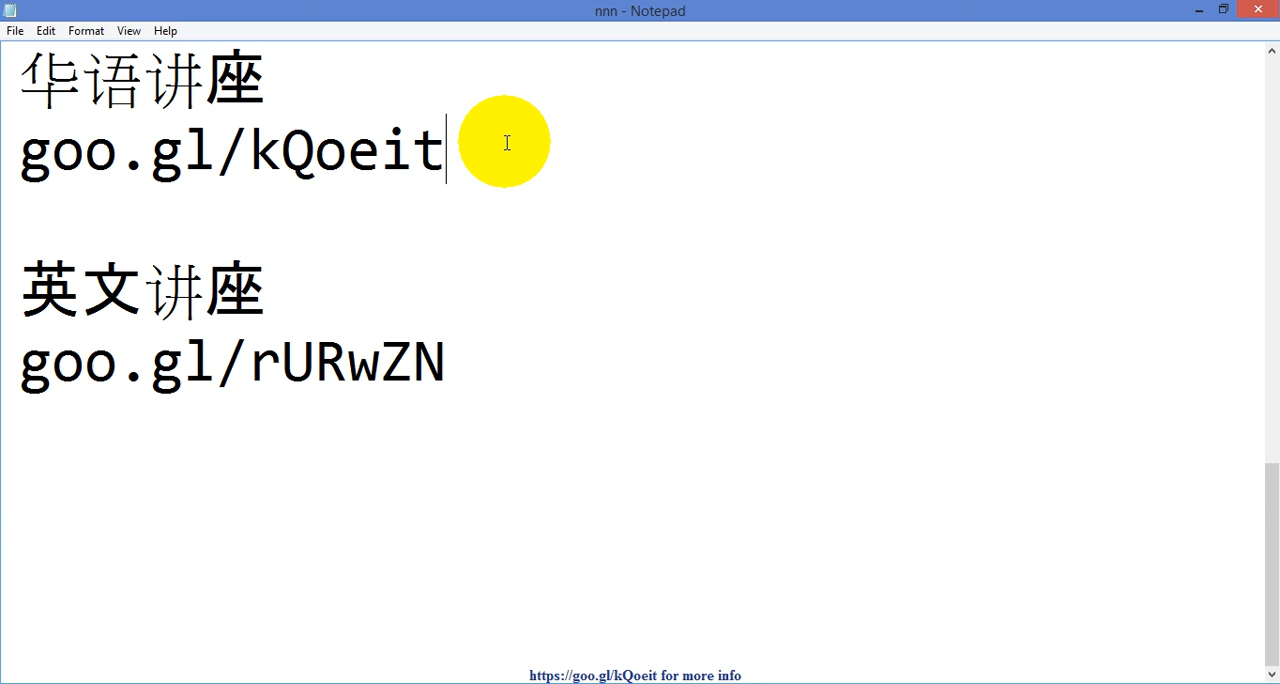 nnn - Notepad
File Edit Format View Help
华语讲座
goo.gl/kQoeit
英文讲座
goo.gl/rURwZN
https://goo.gl/kQoeit for more info